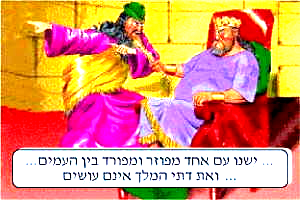 ... ישנו עם אחד מפוזר ומפורד בין העמים...
... ואת דתי המלך אינם עושים